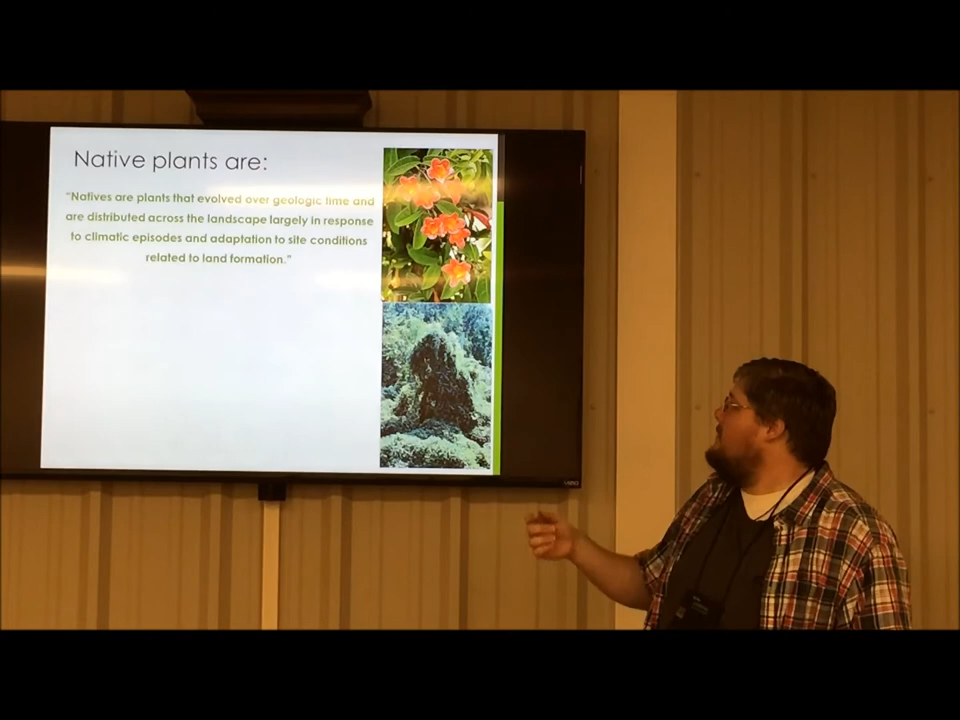 Native plants are:
"Natives are plants that evolved over geologic time and
are distributed across the landscape largely in response
to climatic episodes and adaptation to site conditions
related to land formation."